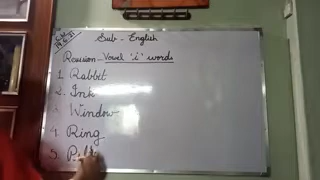 Sub - English
Revision - Vowel 'i' words
1. Rabbit
2. Ink
3. Window
4. Ring
5.